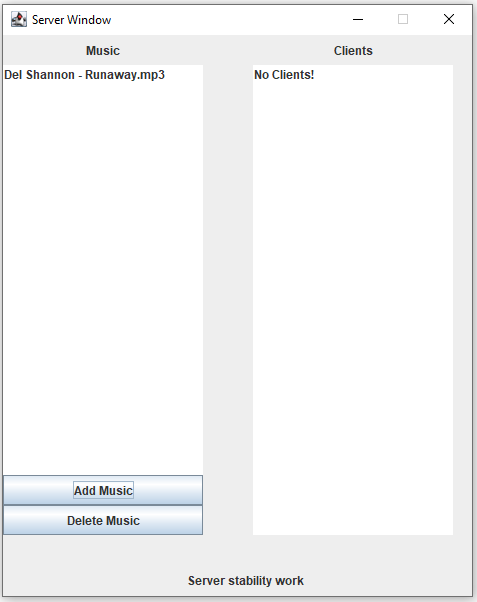 Server Window
Music
Clients
Del Shannon - Runaway.mp3
No Clients!
Add Music
Delete Music
Server stability work